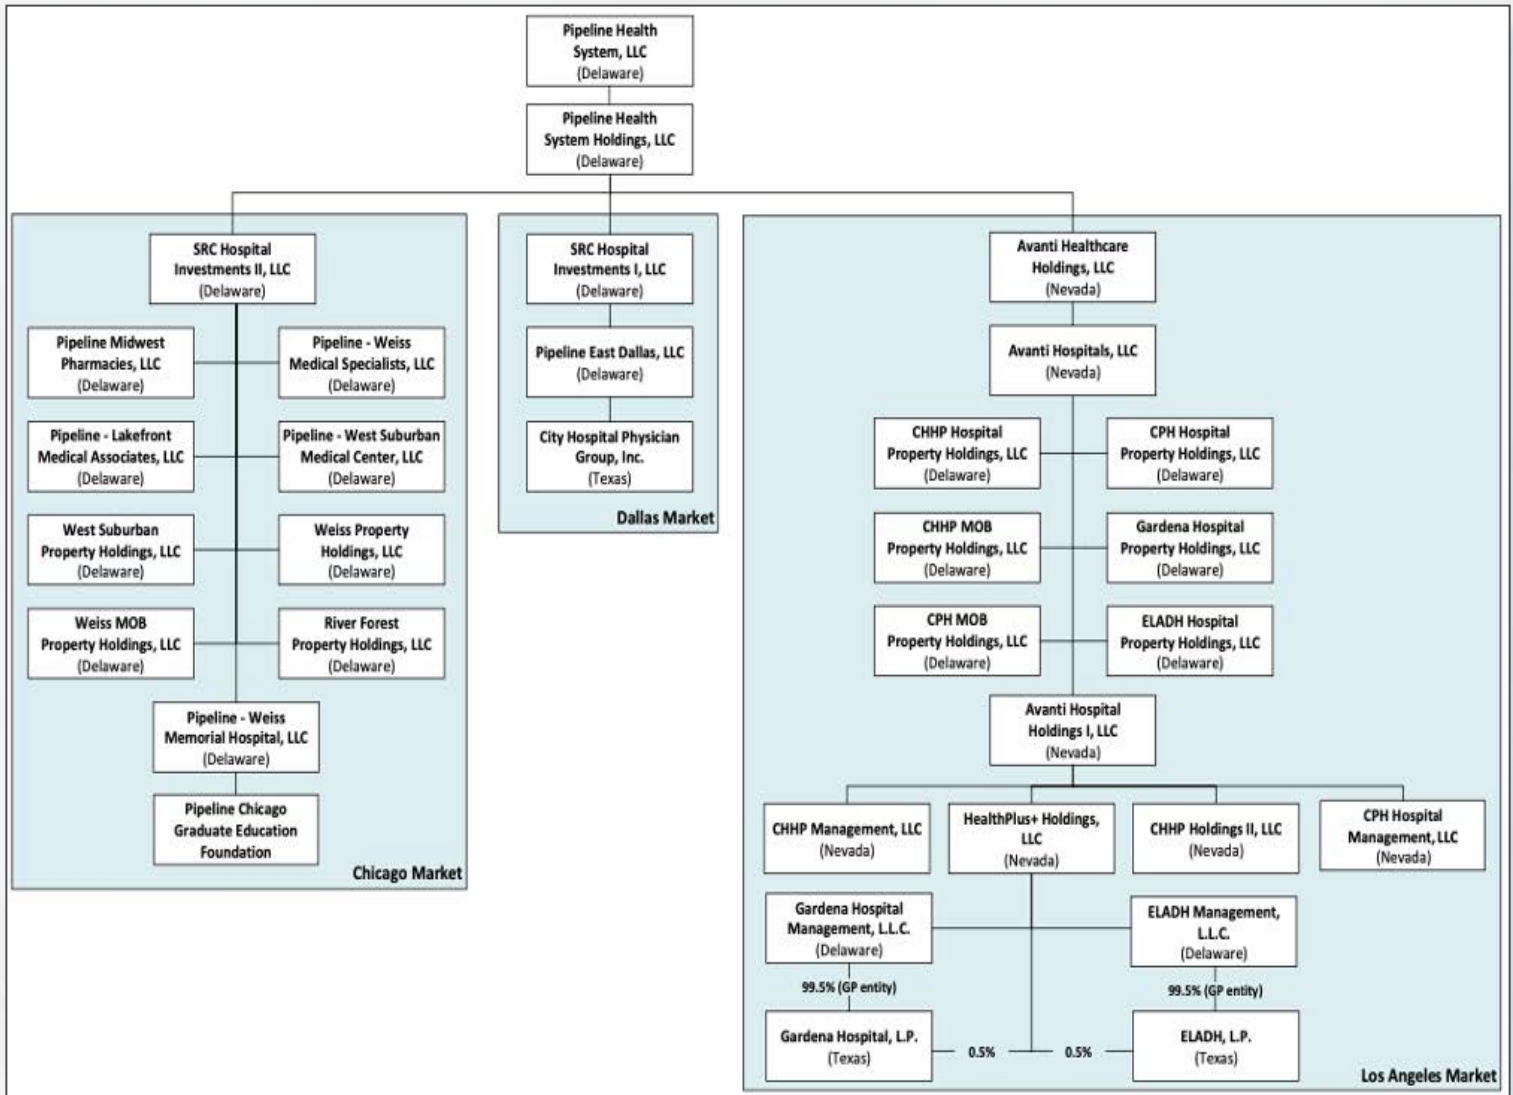 Pipeline Health
System, LLC
(Delaware)
Pipeline Health
System Holdings, LLC
(Delaware)
SRC Hospital
Investments II, LLC
(Delaware)
Pipeline Midwest
Pharmacies, LLC
(Delaware)
Pipeline - Weiss
Medical Specialists, LLC
(Delaware)
Pipeline - Lakefront
Medical Associates, LLC
(Delaware)
Pipeline - West Suburban
Medical Center, LLC
(Delaware)
West Suburban
Property Holdings, LLC
(Delaware)
Weiss Property
Holdings, LLC
(Delaware)
Weiss MOB
Property Holdings, LLC
(Delaware)
River Forest
Property Holdings, LLC
(Delaware)
Pipeline - Weiss
Memorial Hospital, LLC
(Delaware)
Pipeline Chicago
Graduate Education
Foundation
Chicago Market
SRC Hospital
Investments I, LLC
(Delaware)
Pipeline East Dallas, LLC
(Delaware)
City Hospital Physician
Group, Inc.
(Texas)
Dallas Market
Avanti Healthcare
Holdings, LLC
(Nevada)
Avanti Hospitals, LLC
(Nevada)
CHHP Hospital
Property Holdings, LLC
(Delaware)
CPH Hospital
Property Holdings, LLC
(Delaware)
CHHP MOB
Property Holdings, LLC
(Delaware)
Gardena Hospital
Property Holdings, LLC
(Delaware)
CPH MOB
Property Holdings, LLC
(Delaware)
ELADH Hospital
Property Holdings, LLC
(Delaware)
Avanti Hospital
Holdings I, LLC
(Nevada)
CHHP Management, LLC
(Nevada)
HealthPlus+ Holdings,
LLC
(Nevada)
CHHP Holdings II, LLC
(Nevada)
CPH Hospital
Management, LLC
(Nevada)
Gardena Hospital
Management, L.L.C.
(Delaware)
ELADH Management,
L.L.C.
(Delaware)
99.5% (GP entity)
99.5% (GP entity)
Gardena Hospital, L.P.
(Texas)
0.5%
0.5%
ELADH, L.P.
(Texas)
Los Angeles Market